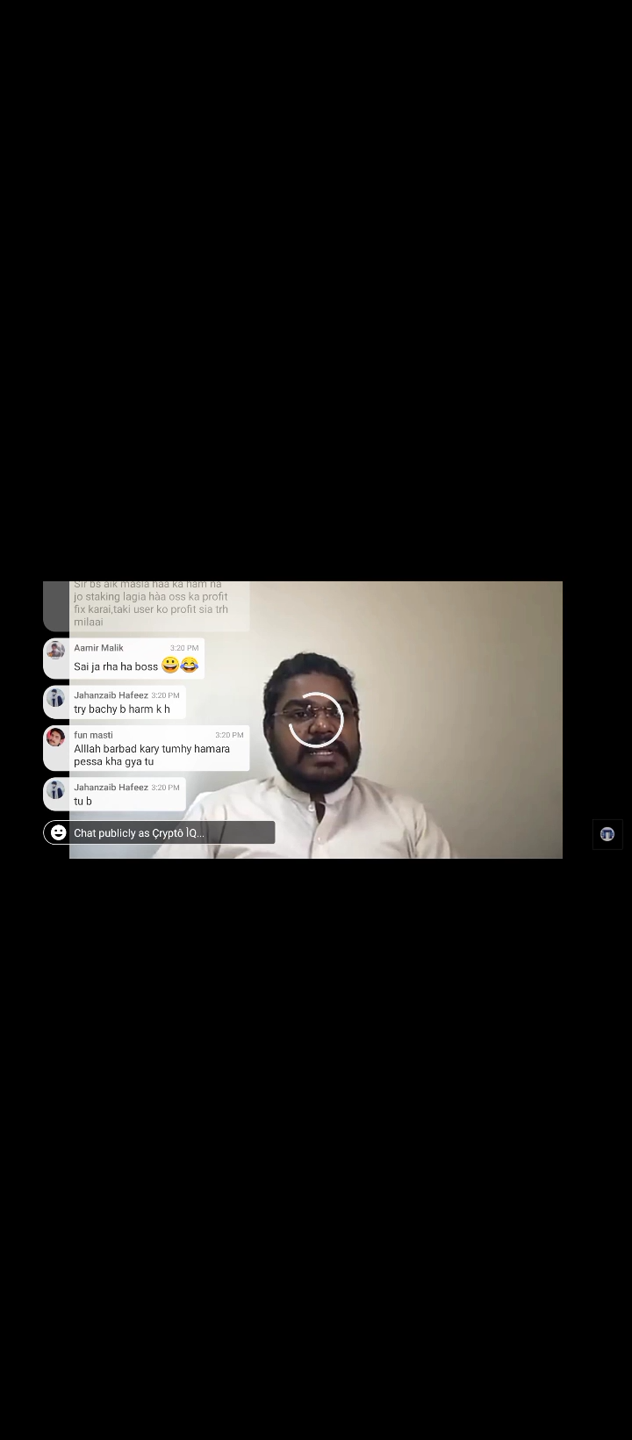 Sir bs aik masla hàa ka ham na
jo staking lagia hàa oss ka profit
fix karai,taki user ko profit sia trh
milaai
Aamir Malik 3:20 PM
Sai ja rha ha boss 😀😂
Jahanzaib Hafeez 3:20 PM
try bachy b harm k h
fun masti 3:20 PM
Alllah barbad kary tumhy hamara
pessa kha gya tu
Jahanzaib Hafeez 3:20 PM
tu b
Chat publicly as Çryptò ÌQ...